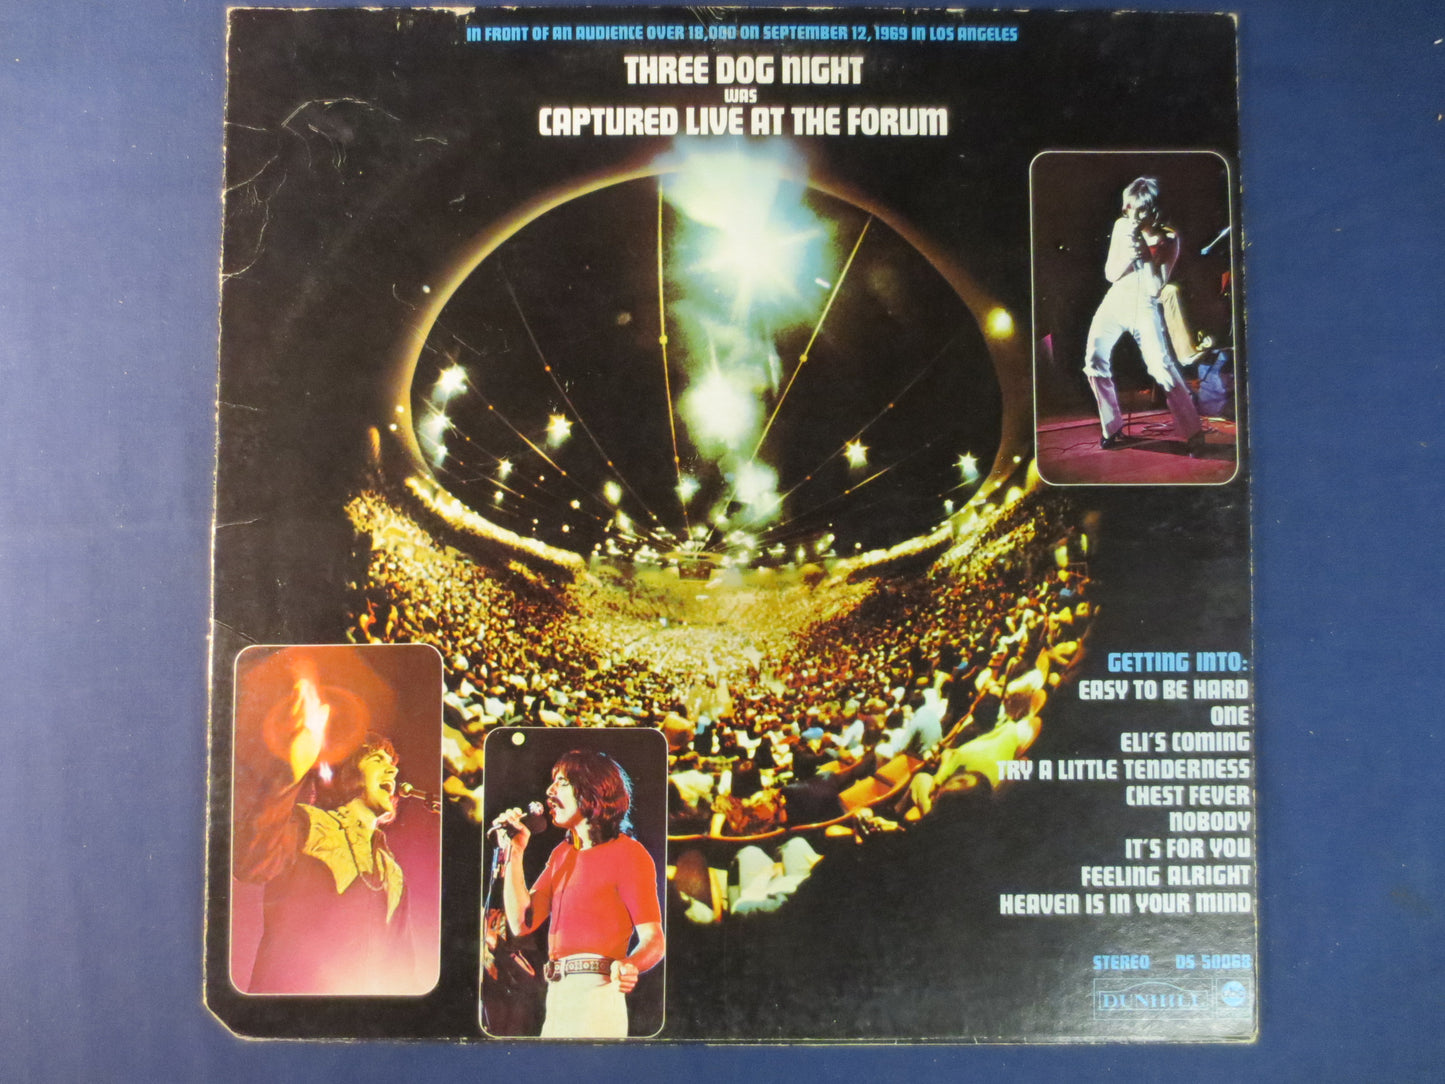 IN FRONT OF AN AUDIENCE OVER 18,000 ON SEPTEMBER 12, 1969 IN LOS ANGELES
THREE DOG NIGHT
WAS
CAPTURED LIVE AT THE FORUM
GETTING INTO:
EASY TO BE HARD
ONE
ELI'S COMING
TRY A LITTLE TENDERNESS
CHEST FEVER
NOBODY
IT'S FOR YOU
FEELING ALRIGHT
HEAVEN IS IN YOUR MIND
STEREO DS 50068
DUNHILL
abc